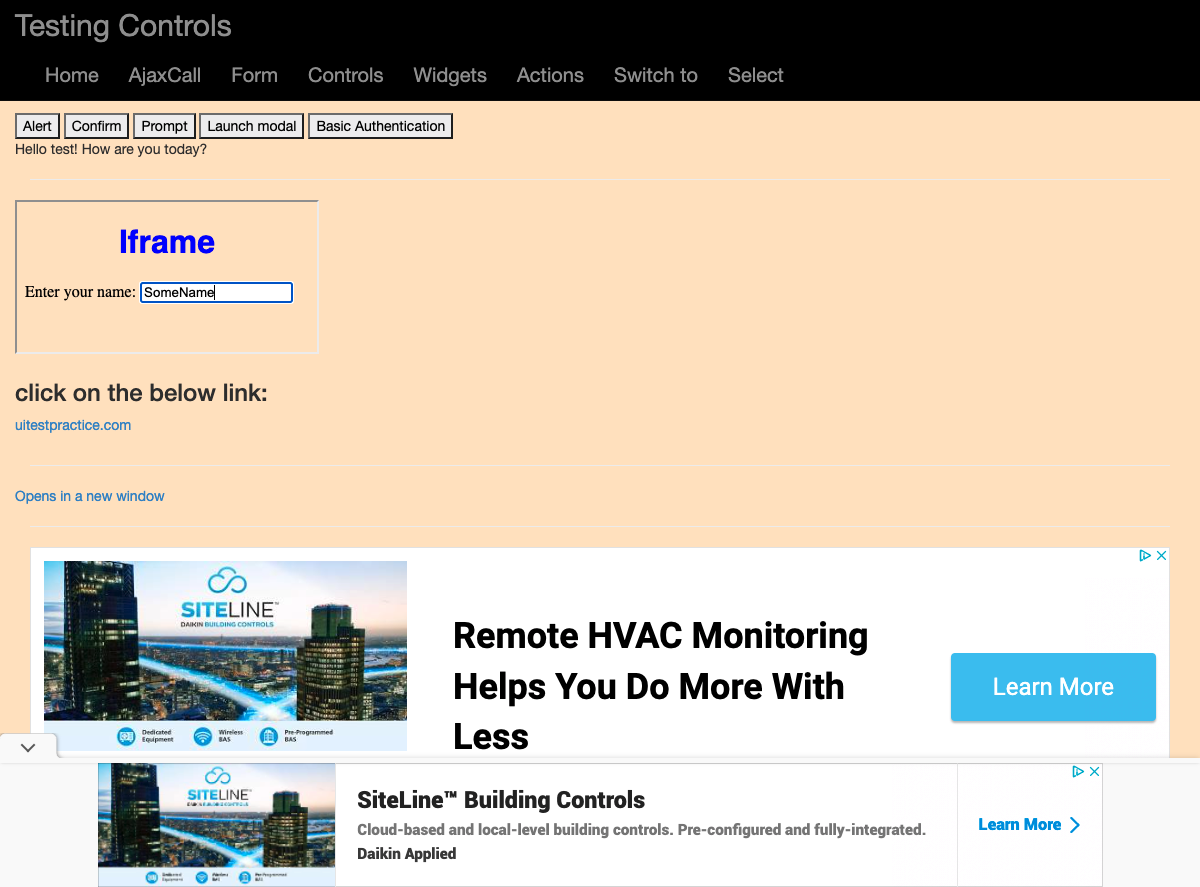 Testing Controls
Home AjaxCall Form Controls Widgets Actions Switch to Select
Alert Confirm Prompt Launch modal Basic Authentication
Hello test! How are you today?
Iframe
Enter your name: SomeName
click on the below link:
uitestpractice.com
Opens in a new window
SITELINE™
DAIKIN BUILDING CONTROLS
Dedicated Equipment
Wireless BAS
Pre-Programmed BAS
Remote HVAC Monitoring
Helps You Do More With
Less
Learn More
SITELINE™
DAIKIN BUILDING CONTROLS
SiteLine™ Building Controls
Cloud-based and local-level building controls. Pre-configured and fully-integrated.
Daikin Applied
Learn More